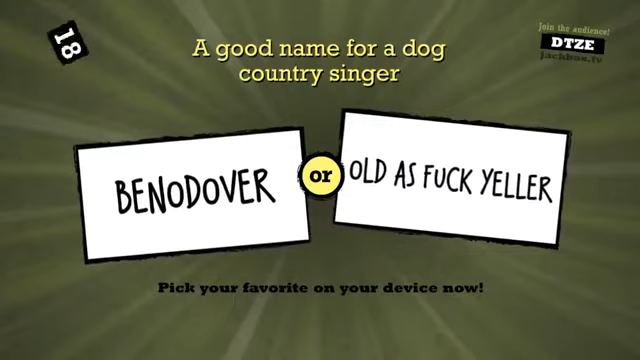 18
A good name for a dog
country singer
Join the audience!
DTZE
jackbox.tv
BENODOVER
or
OLD AS FUCK YELLER
Pick your favorite on your device now!